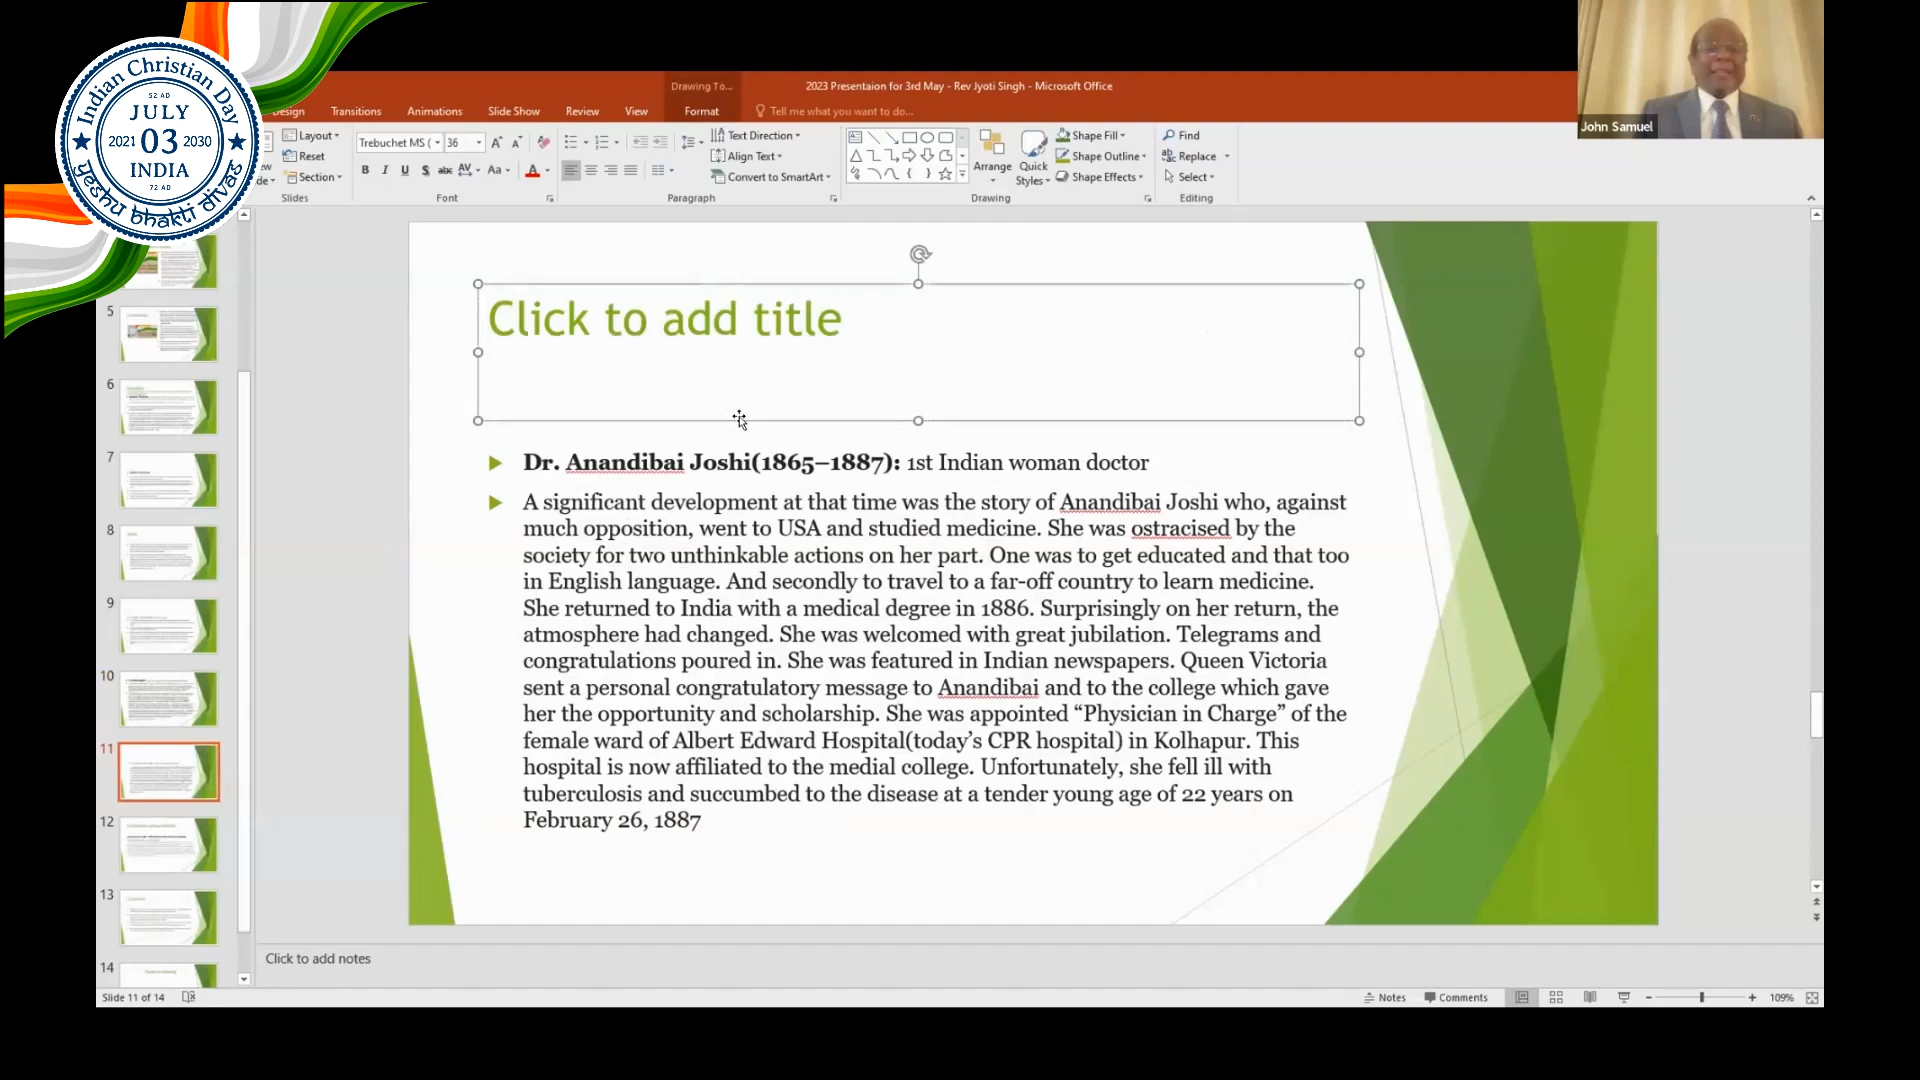 Indian Christian Day
52 AD
JULY
2021 03 2030
INDIA
72 AD
yeshu bhakti divas
Drawing To...
2023 Presentaion for 3rd May - Rev Jyoti Singh - Microsoft Office
John Samuel
Transitions
Animations
Slide Show
Review
View
Format
Tell me what you want to do...
Layout
Reset
Section
Slides
Trebuchet MS (
36
B I U S abc AV Aa A
Font
Text Direction
Align Text
Convert to SmartArt
Paragraph
Arrange
Quick
Styles
Shape Fill
Shape Outline
Shape Effects
Drawing
Find
Replace
Select
Editing
5
6
7
8
9
10
11
12
13
14
Click to add title
Dr. Anandibai Joshi(1865–1887): 1st Indian woman doctor
A significant development at that time was the story of Anandibai Joshi who, against
much opposition, went to USA and studied medicine. She was ostracised by the
society for two unthinkable actions on her part. One was to get educated and that too
in English language. And secondly to travel to a far-off country to learn medicine.
She returned to India with a medical degree in 1886. Surprisingly on her return, the
atmosphere had changed. She was welcomed with great jubilation. Telegrams and
congratulations poured in. She was featured in Indian newspapers. Queen Victoria
sent a personal congratulatory message to Anandibai and to the college which gave
her the opportunity and scholarship. She was appointed “Physician in Charge” of the
female ward of Albert Edward Hospital(today’s CPR hospital) in Kolhapur. This
hospital is now affiliated to the medial college. Unfortunately, she fell ill with
tuberculosis and succumbed to the disease at a tender young age of 22 years on
February 26, 1887
Click to add notes
Slide 11 of 14
Notes
Comments
109%